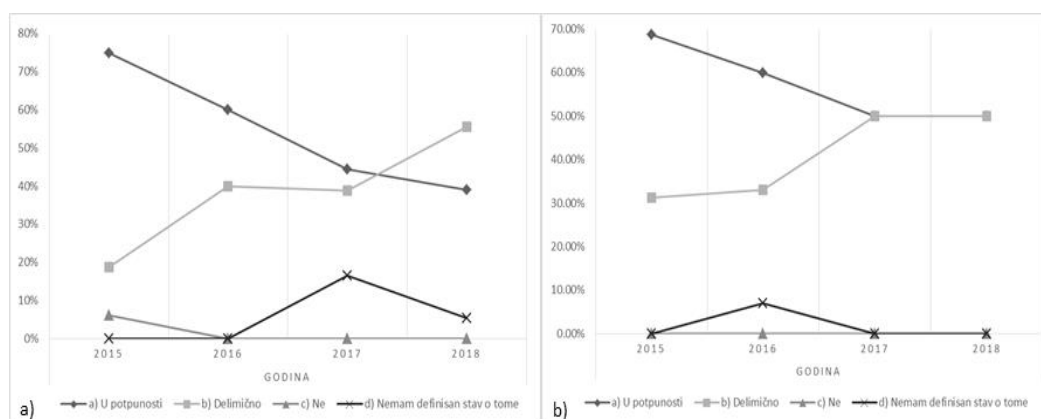 80%
70%
60%
50%
40%
30%
20%
10%
0%
2015 2016 2017 2018
GODINA
a) U potpunosti b) Delimično c) Ne d) Nemam definisan stav o tome
a)
70.00%
60.00%
50.00%
40.00%
30.00%
20.00%
10.00%
0.00%
2015 2016 2017 2018
GODINA
a) U potpunosti b) Delimično c) Ne d) Nemam definisan stav o tome
b)